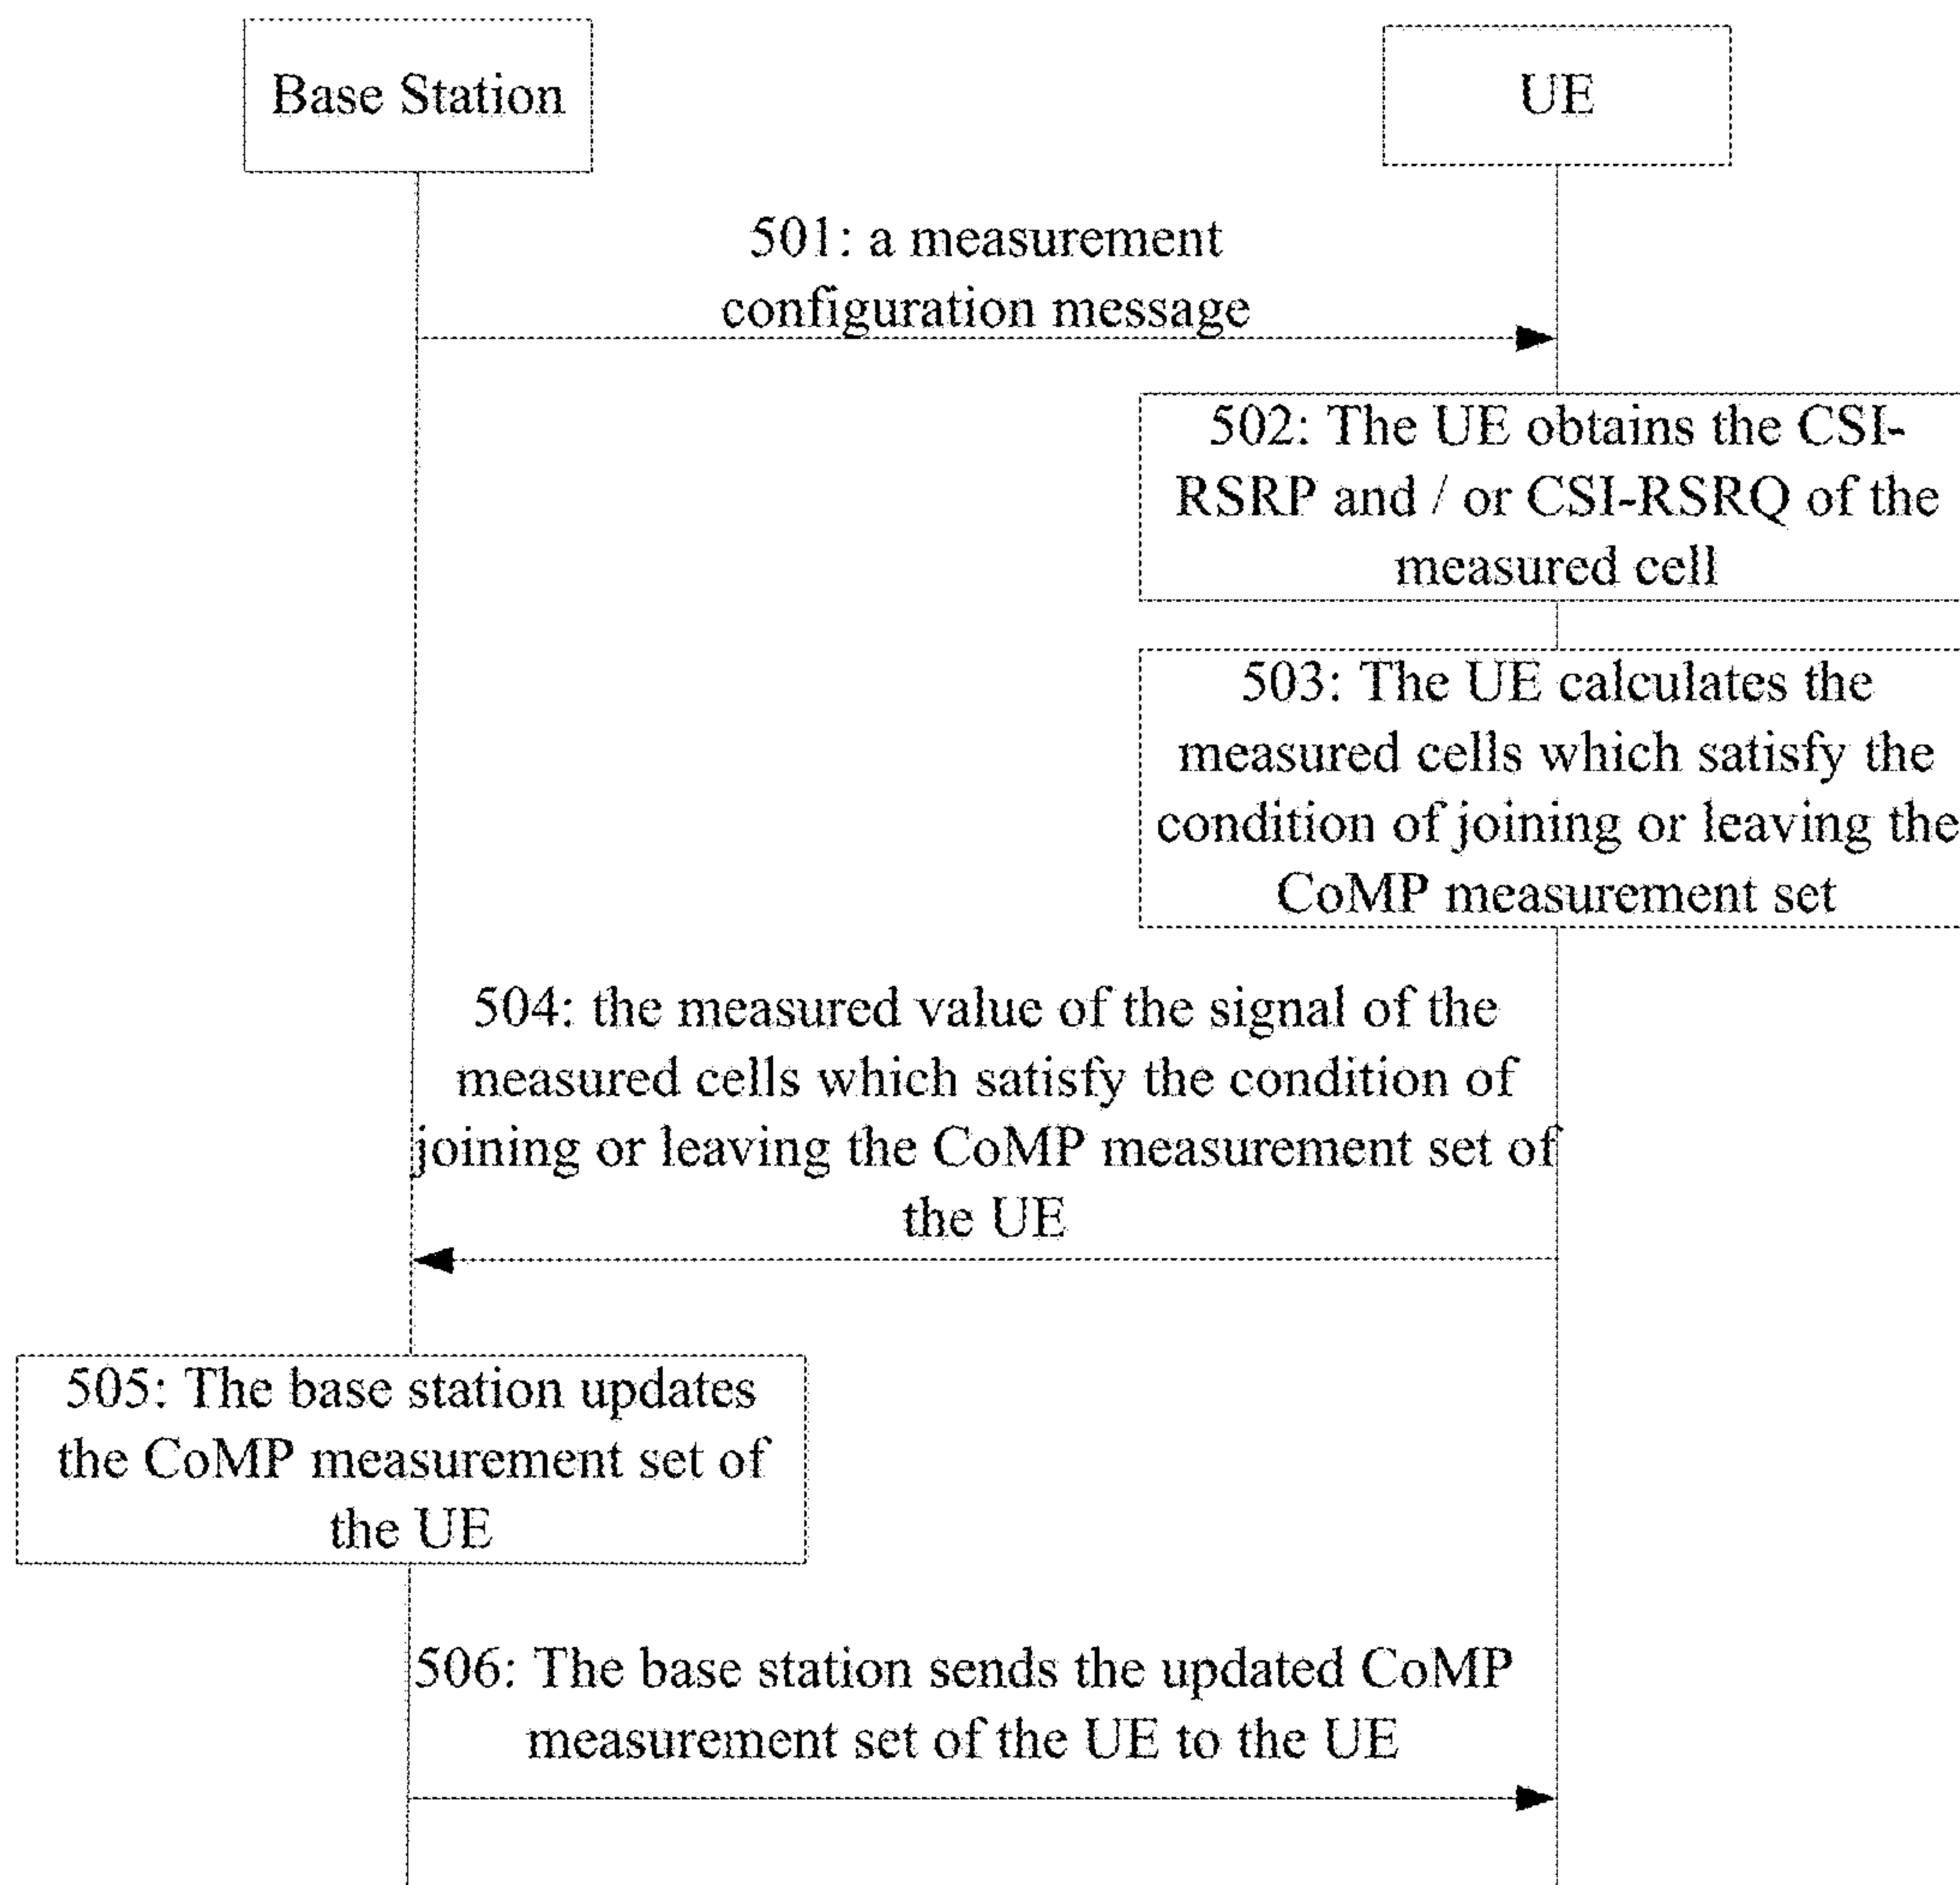 Base Station
UE
501: a measurement
configuration message
502: The UE obtains the CSI-
RSRP and / or CSI-RSRQ of the
measured cell
503: The UE calculates the
measured cells which satisfy the
condition of joining or leaving the
CoMP measurement set
504: the measured value of the signal of the
measured cells which satisfy the condition of
joining or leaving the CoMP measurement set of
the UE
505: The base station updates
the CoMP measurement set of
the UE
506: The base station sends the updated CoMP
measurement set of the UE to the UE